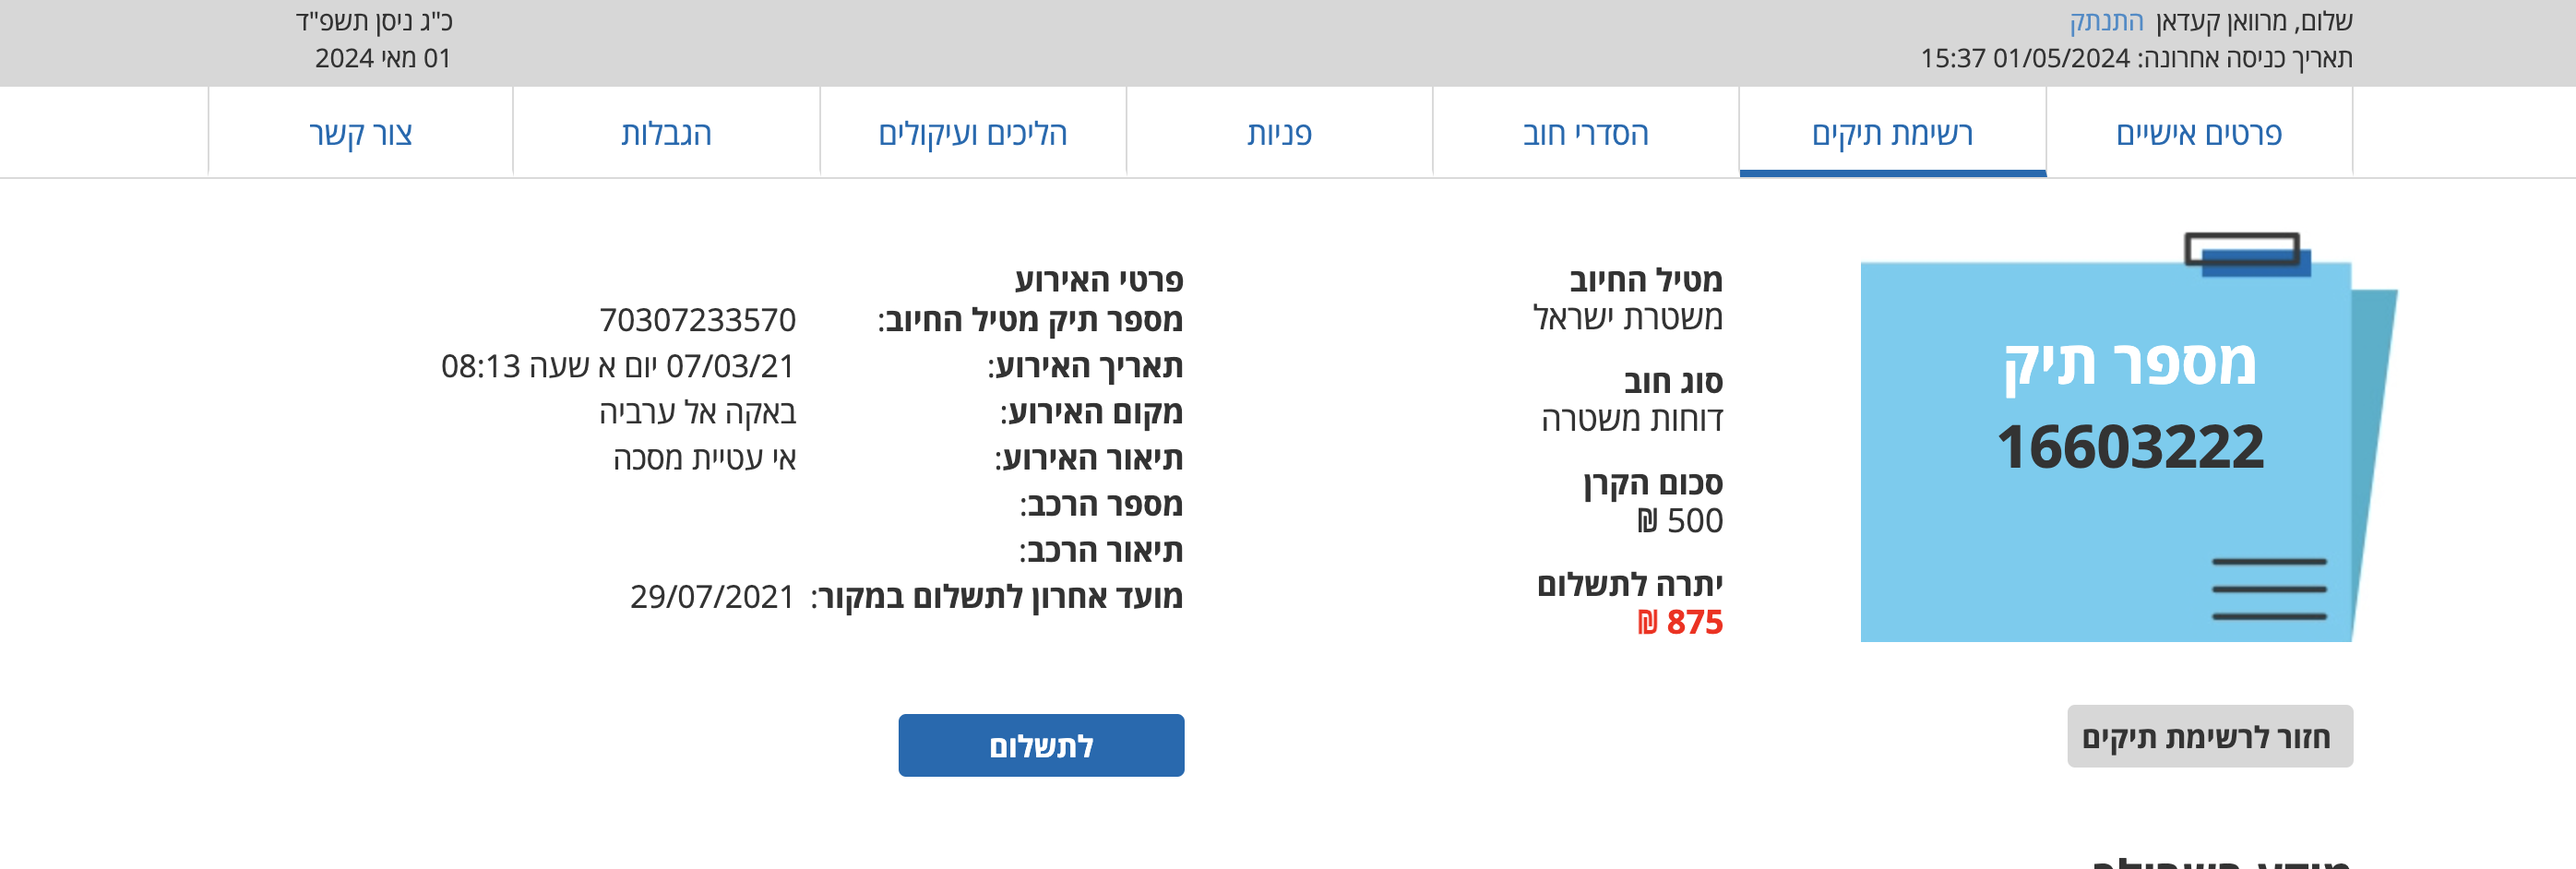 שלום, מרוואן קעדאן התנתק
תאריך כניסה אחרונה: 01/05/2024 15:37
כ"ג ניסן תשפ"ד
01 מאי 2024
פרטים אישיים
רשימת תיקים
הסדרי חוב
פניות
הליכים ועיקולים
הגבלות
צור קשר
מספר תיק
16603222
מטיל החיוב
משטרת ישראל
סוג חוב
דוחות משטרה
סכום הקרן
500 ₪
יתרה לתשלום
875 ₪
פרטי האירוע
מספר תיק מטיל החיוב: 70307233570
תאריך האירוע: 07/03/21 יום א שעה 08:13
מקום האירוע: באקה אל ערביה
תיאור האירוע: אי עטיית מסכה
מספר הרכב:
תיאור הרכב:
מועד אחרון לתשלום במקור: 29/07/2021
חזור לרשימת תיקים
לתשלום